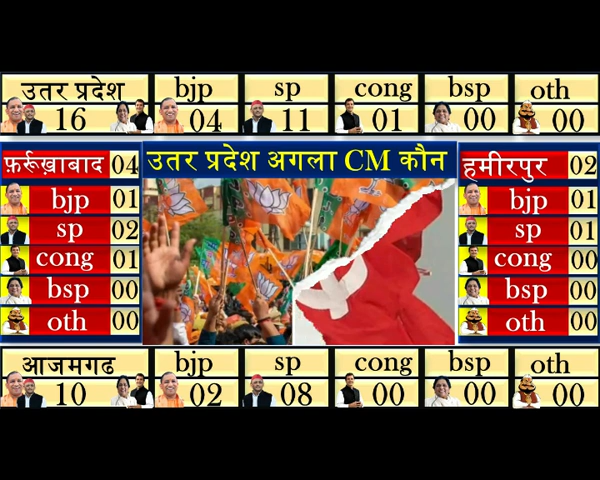 उतर प्रदेश bjp sp cong bsp oth
16 04 11 01 00 00
फ़र्रूख़ाबाद 04
bjp 01
sp 02
cong 01
bsp 00
oth 00
उतर प्रदेश अगला CM कौन
हमीरपुर 02
bjp 01
sp 01
cong 00
bsp 00
oth 00
आजमगढ bjp sp cong bsp oth
10 02 08 00 00 00